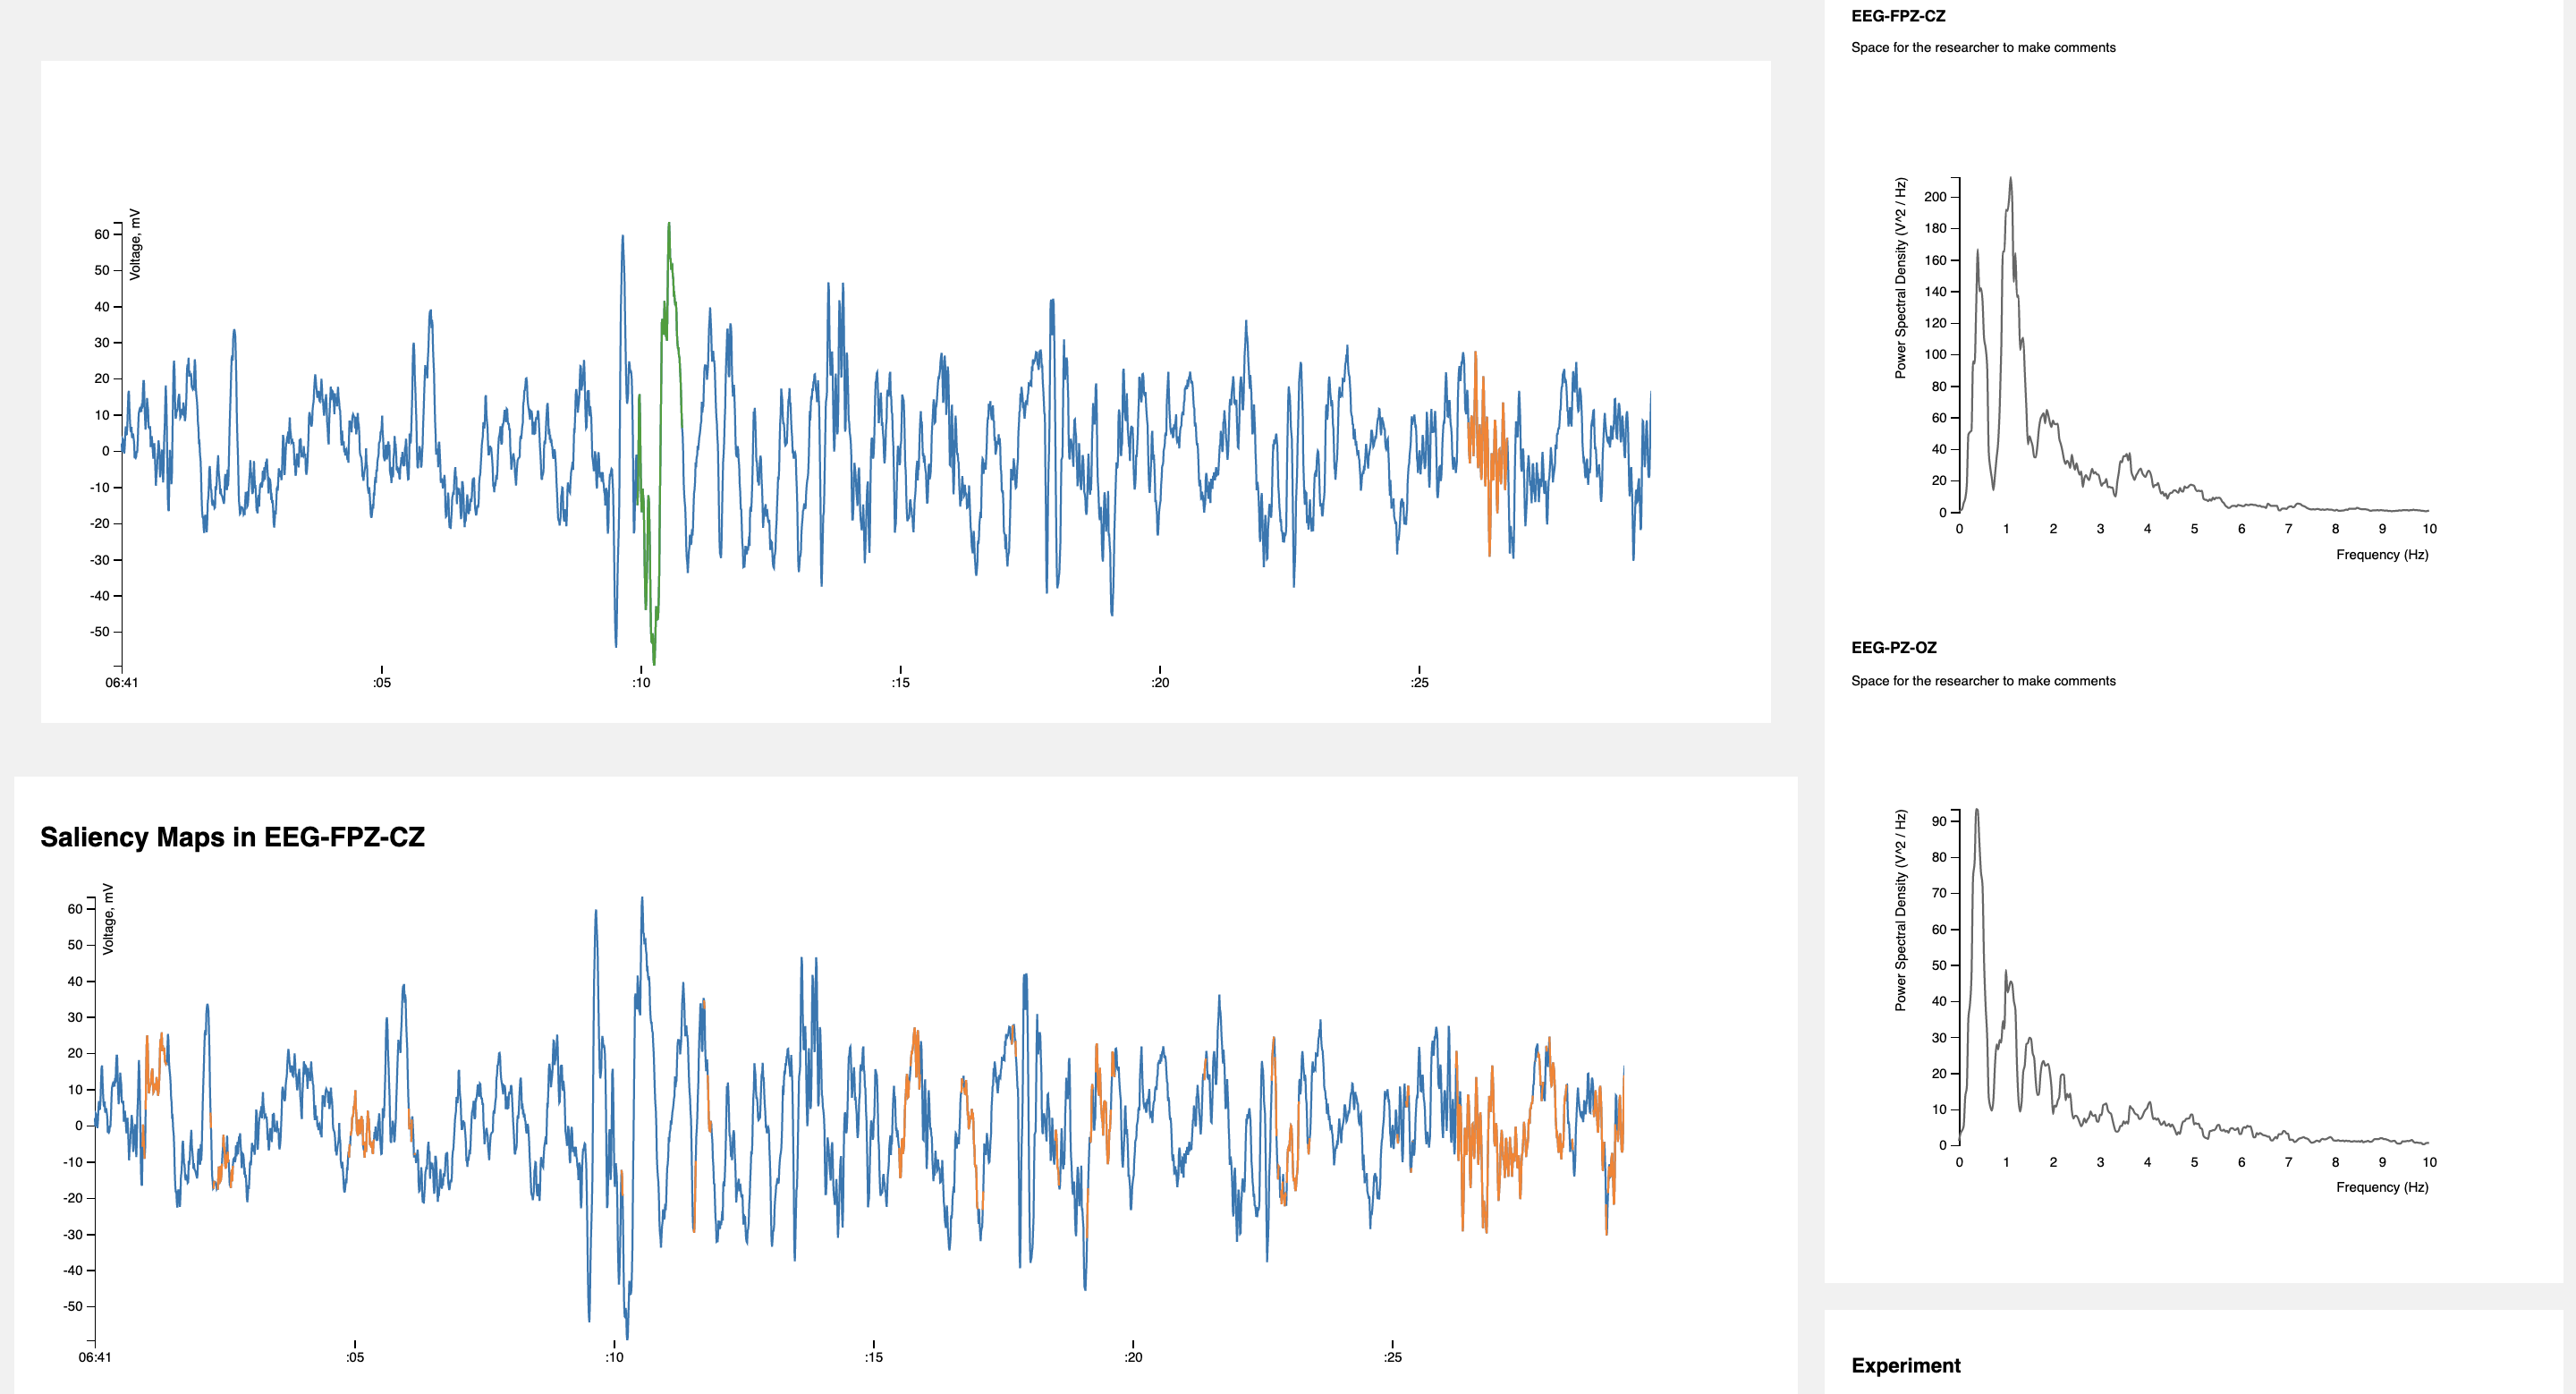 Voltage, mV
60
50
40
30
20
10
0
-10
-20
-30
-40
-50
06:41 :05 :10 :15 :20 :25
Saliency Maps in EEG-FPZ-CZ
Voltage, mV
60
50
40
30
20
10
0
-10
-20
-30
-40
-50
06:41 :05 :10 :15 :20 :25
EEG-FPZ-CZ
Space for the researcher to make comments
Power Spectral Density (V^2 / Hz)
200
180
160
140
120
100
80
60
40
20
0
0 1 2 3 4 5 6 7 8 9 10
Frequency (Hz)
EEG-PZ-OZ
Space for the researcher to make comments
Power Spectral Density (V^2 / Hz)
90
80
70
60
50
40
30
20
10
0
0 1 2 3 4 5 6 7 8 9 10
Frequency (Hz)
Experiment